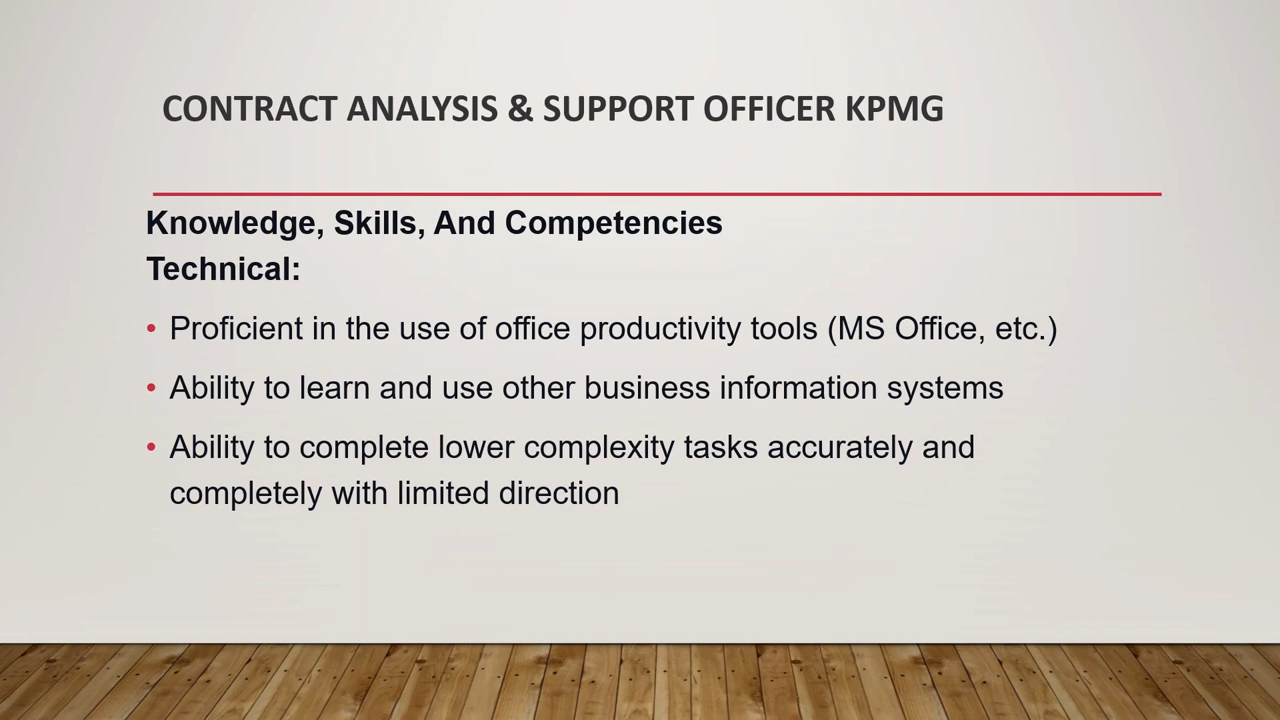 CONTRACT ANALYSIS & SUPPORT OFFICER KPMG
Knowledge, Skills, And Competencies
Technical:
• Proficient in the use of office productivity tools (MS Office, etc.)
• Ability to learn and use other business information systems
• Ability to complete lower complexity tasks accurately and
completely with limited direction